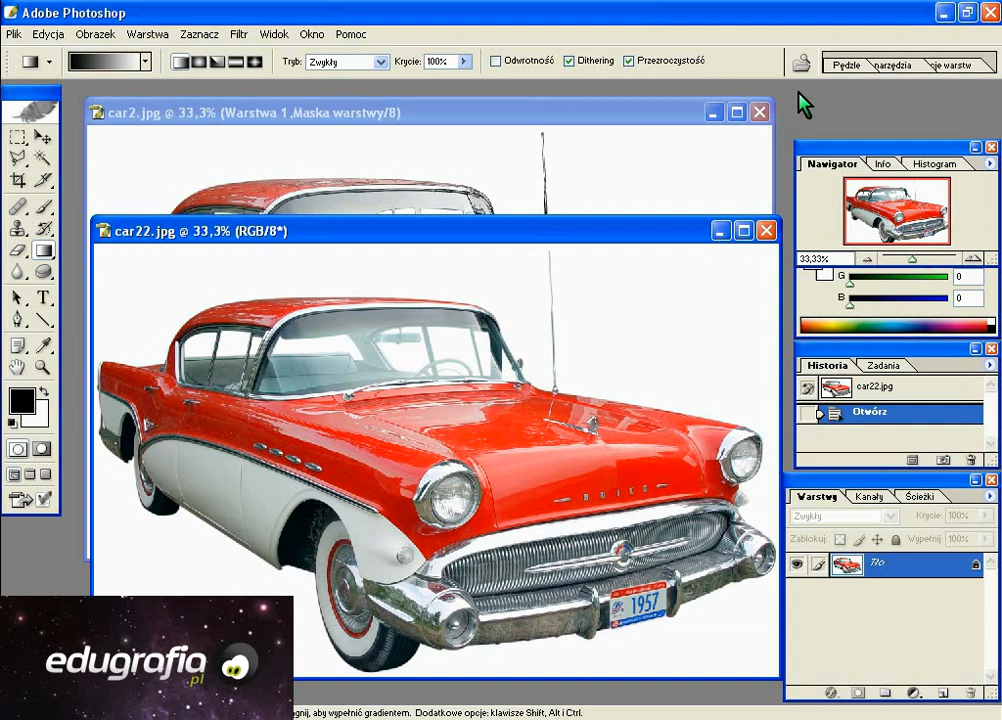 Adobe Photoshop
Plik Edycja Obrazek Warstwa Zaznacz Filtr Widok Okno Pomoc
Tryb: Zwykły Krycie: 100% Odwrotność Dithering Przezroczystość
Pędzle narzędzia cje warstw
car2.jpg @ 33,3% (Warstwa 1,Maska warstwy/8)
Nawigator Info Histogram
car22.jpg @ 33,3% (RGB/8*)
33,33%
G 0
B 0
Historia Zadania
car22.jpg
Otwórz
Warstwy Kanały Ścieżki
Zwykły Krycie: 100%
Zablokuj: Wypełnij: 100%
Tło
BUICK
1957
edugrafia
.pl
gnij, aby wypełnić gradientem. Dodatkowe opcje: klawisze Shift, Alt i Ctrl.